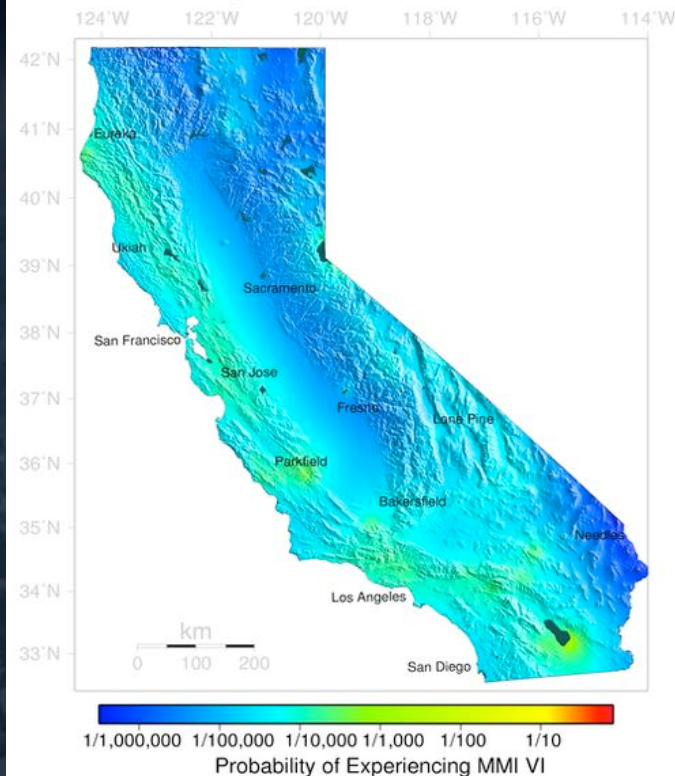 124°W 122°W 120°W 118°W 116°W 114°W
42°N
41°N
Eureka
40°N
Ukiah
39°N
Sacramento
38°N
San Francisco
San Jose
37°N
Fresno
Lone Pine
36°N
Parkfield
Bakersfield
35°N
Needles
34°N
Los Angeles
km
33°N
0 100 200
San Diego
1/1,000,000 1/100,000 1/10,000 1/1,000 1/100 1/10
Probability of Experiencing MMI VI